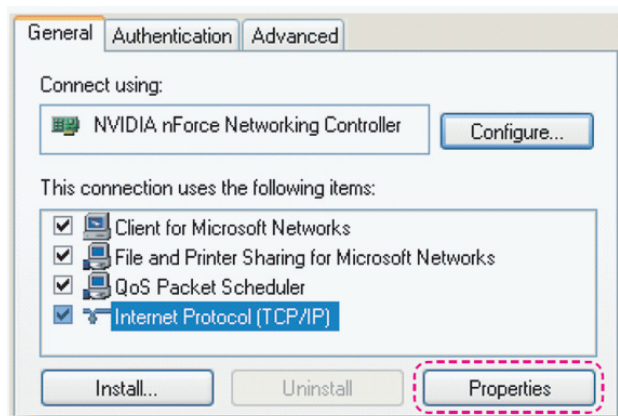 General Authentication Advanced
Connect using:
NVIDIA nForce Networking Controller Configure...
This connection uses the following items:
Client for Microsoft Networks
File and Printer Sharing for Microsoft Networks
QoS Packet Scheduler
Internet Protocol (TCP/IP)
Install... Uninstall Properties